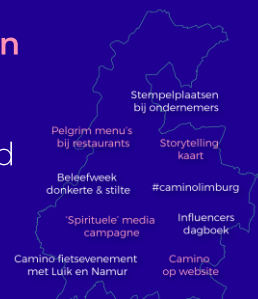 n
Stempelplaatsen
bij ondernemers
Pelgrim menu's
bij restaurants
Storytelling
kaart
d
Beleefweek
donkerte & stilte
#caminolimburg
'Spirituele' media
campagne
Influencers
dagboek
Camino fietsevenement
met Luik en Namur
Camino
op website